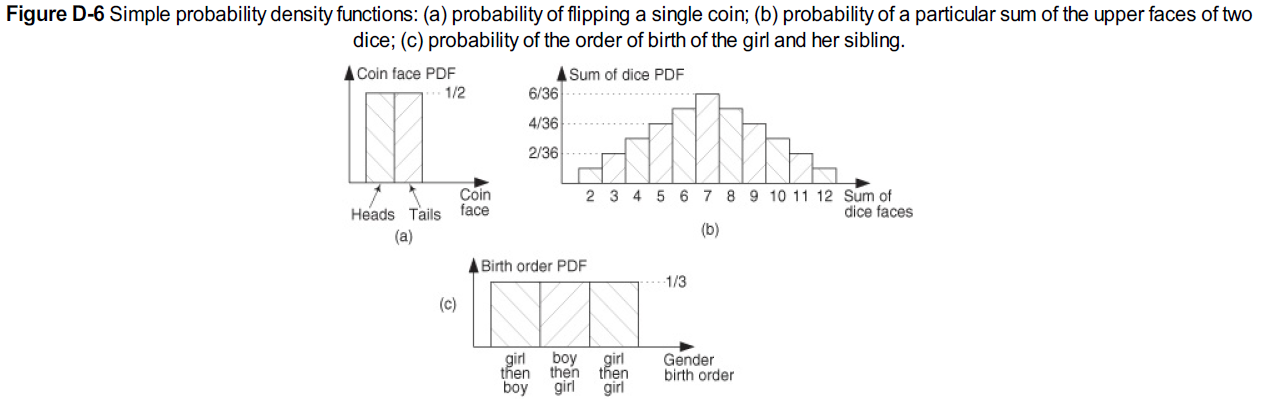 Figure D-6 Simple probability density functions: (a) probability of flipping a single coin; (b) probability of a particular sum of the upper faces of two
dice; (c) probability of the order of birth of the girl and her sibling.
Coin face PDF
1/2
Heads Tails
Coin
face
(a)
Sum of dice PDF
6/36
4/36
2/36
2 3 4 5 6 7 8 9 10 11 12
Sum of
dice faces
(b)
Birth order PDF
(c)
1/3
girl
then
boy
boy
then
girl
girl
then
girl
Gender
birth order